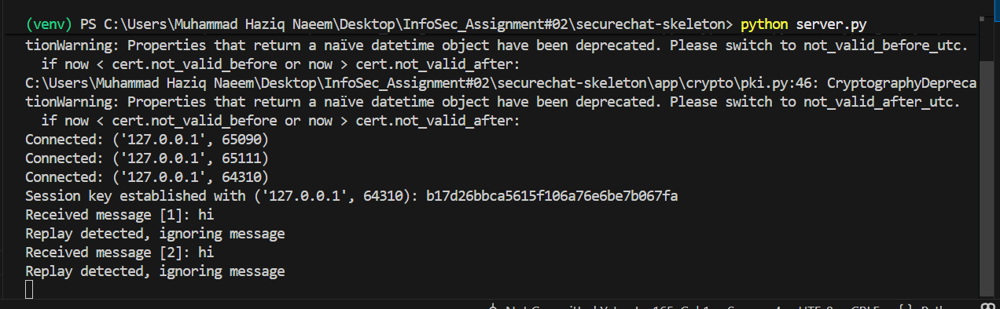 (venv) PS C:\Users\Muhammad Haziq Naeem\Desktop\InfoSec_Assignment#02\securechat-skeleton> python server.py
tionWarning: Properties that return a naïve datetime object have been deprecated. Please switch to not_valid_before_utc.
  if now < cert.not_valid_before or now > cert.not_valid_after:
C:\Users\Muhammad Haziq Naeem\Desktop\InfoSec_Assignment#02\securechat-skeleton\app\crypto\pki.py:46: CryptographyDepreca
tionWarning: Properties that return a naïve datetime object have been deprecated. Please switch to not_valid_after_utc.
  if now < cert.not_valid_before or now > cert.not_valid_after:
Connected: ('127.0.0.1', 65090)
Connected: ('127.0.0.1', 65111)
Connected: ('127.0.0.1', 64310)
Session key established with ('127.0.0.1', 64310): b17d26bbca5615f106a76e6be7b067fa
Received message [1]: hi
Replay detected, ignoring message
Received message [2]: hi
Replay detected, ignoring message